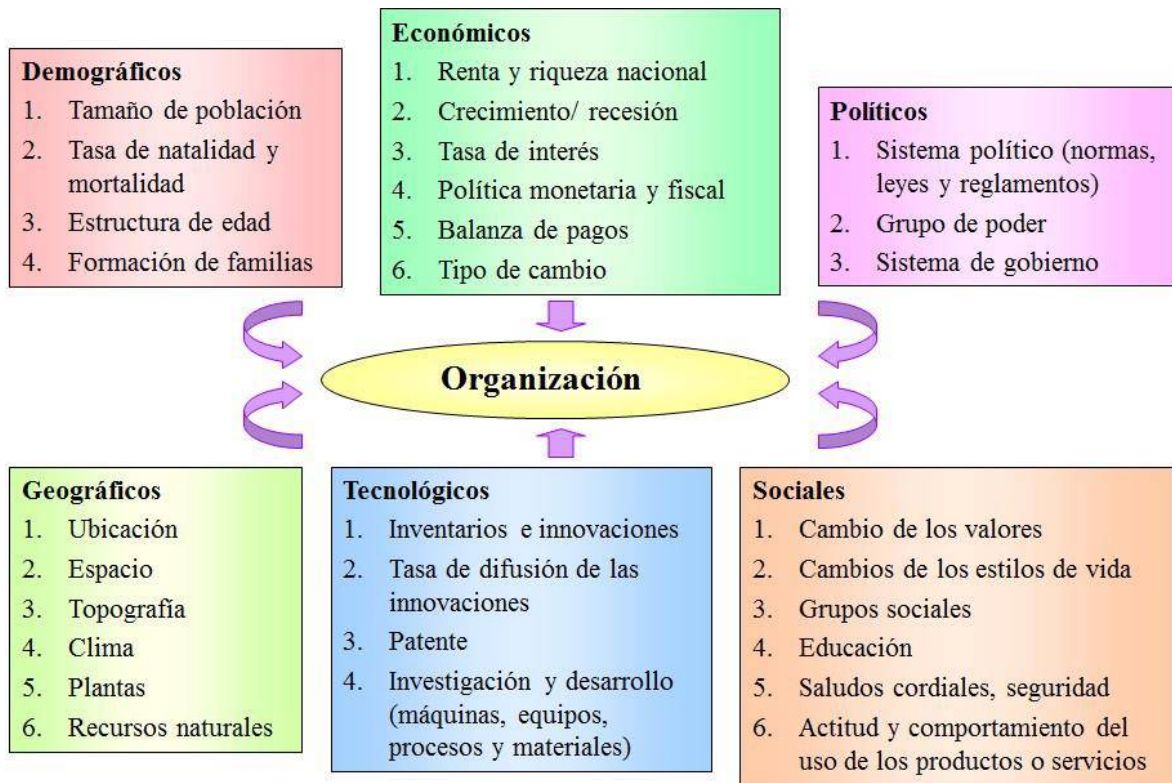 Demográficos
1. Tamaño de población
2. Tasa de natalidad y
mortalidad
3. Estructura de edad
4. Formación de familias
Económicos
1. Renta y riqueza nacional
2. Crecimiento/ recesión
3. Tasa de interés
4. Política monetaria y fiscal
5. Balanza de pagos
6. Tipo de cambio
Políticos
1. Sistema político (normas,
leyes y reglamentos)
2. Grupo de poder
3. Sistema de gobierno
Organización
Geográficos
1. Ubicación
2. Espacio
3. Topografía
4. Clima
5. Plantas
6. Recursos naturales
Tecnológicos
1. Inventarios e innovaciones
2. Tasa de difusión de las
innovaciones
3. Patente
4. Investigación y desarrollo
(máquinas, equipos,
procesos y materiales)
Sociales
1. Cambio de los valores
2. Cambios de los estilos de vida
3. Grupos sociales
4. Educación
5. Saludos cordiales, seguridad
6. Actitud y comportamiento del
uso de los productos o servicios